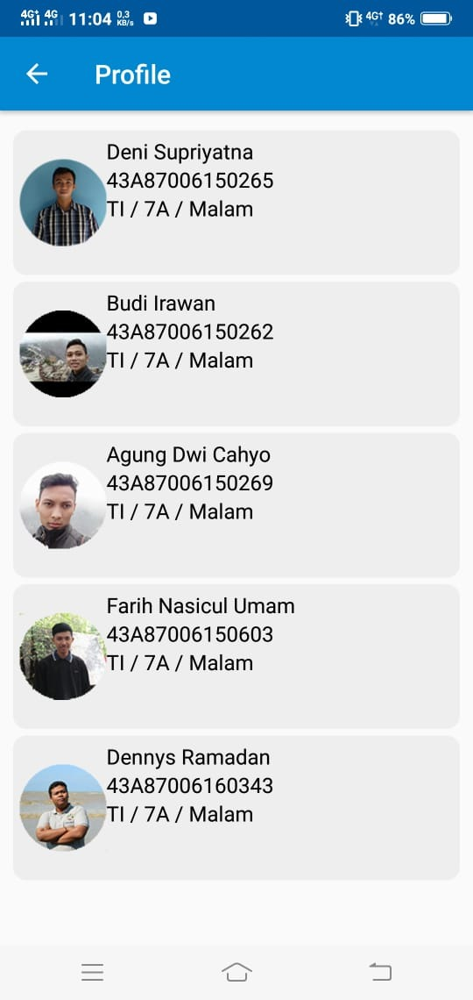 4G+ 4G 11:04 0,3 KB/s 4G+ 86%
Profile
Deni Supriyatna
43A87006150265
TI / 7A / Malam
Budi Irawan
43A87006150262
TI / 7A / Malam
Agung Dwi Cahyo
43A87006150269
TI / 7A / Malam
Farih Nasicul Umam
43A87006150603
TI / 7A / Malam
Dennys Ramadan
43A87006160343
TI / 7A / Malam